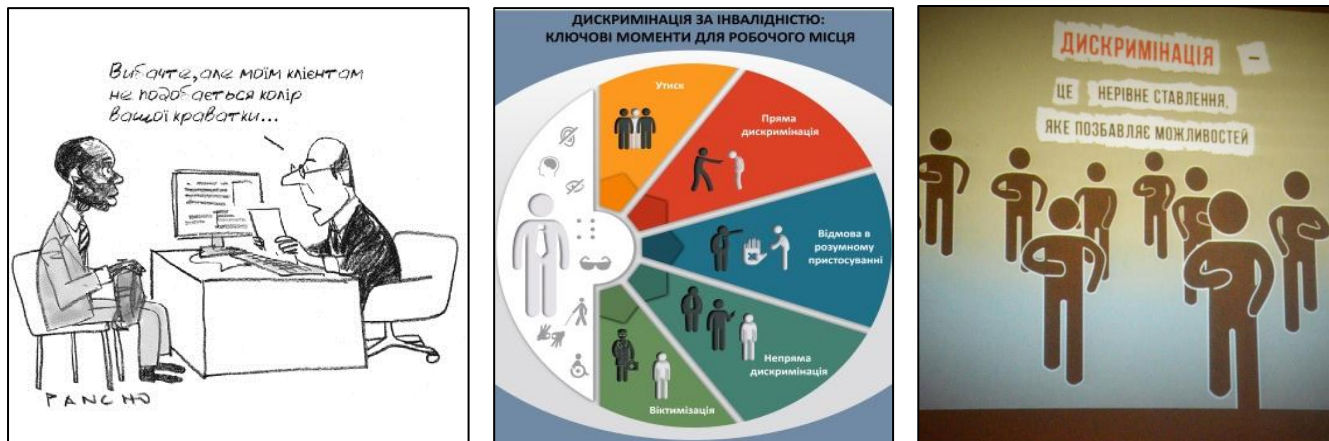 Вибачте, але моїм клієнтам
не подобається колір
вашої краватки...
PANCHO
ДИСКРИМІНАЦІЯ ЗА ІНВАЛІДНІСТЮ:
КЛЮЧОВІ МОМЕНТИ ДЛЯ РОБОЧОГО МІСЦЯ
Утиск
Пряма
дискримінація
Відмова в
розумному
пристосуванні
Непряма
дискримінація
Віктимізація
ДИСКРИМІНАЦІЯ –
ЦЕ НЕРІВНЕ СТАВЛЕННЯ,
ЯКЕ ПОЗБАВЛЯЄ МОЖЛИВОСТЕЙ